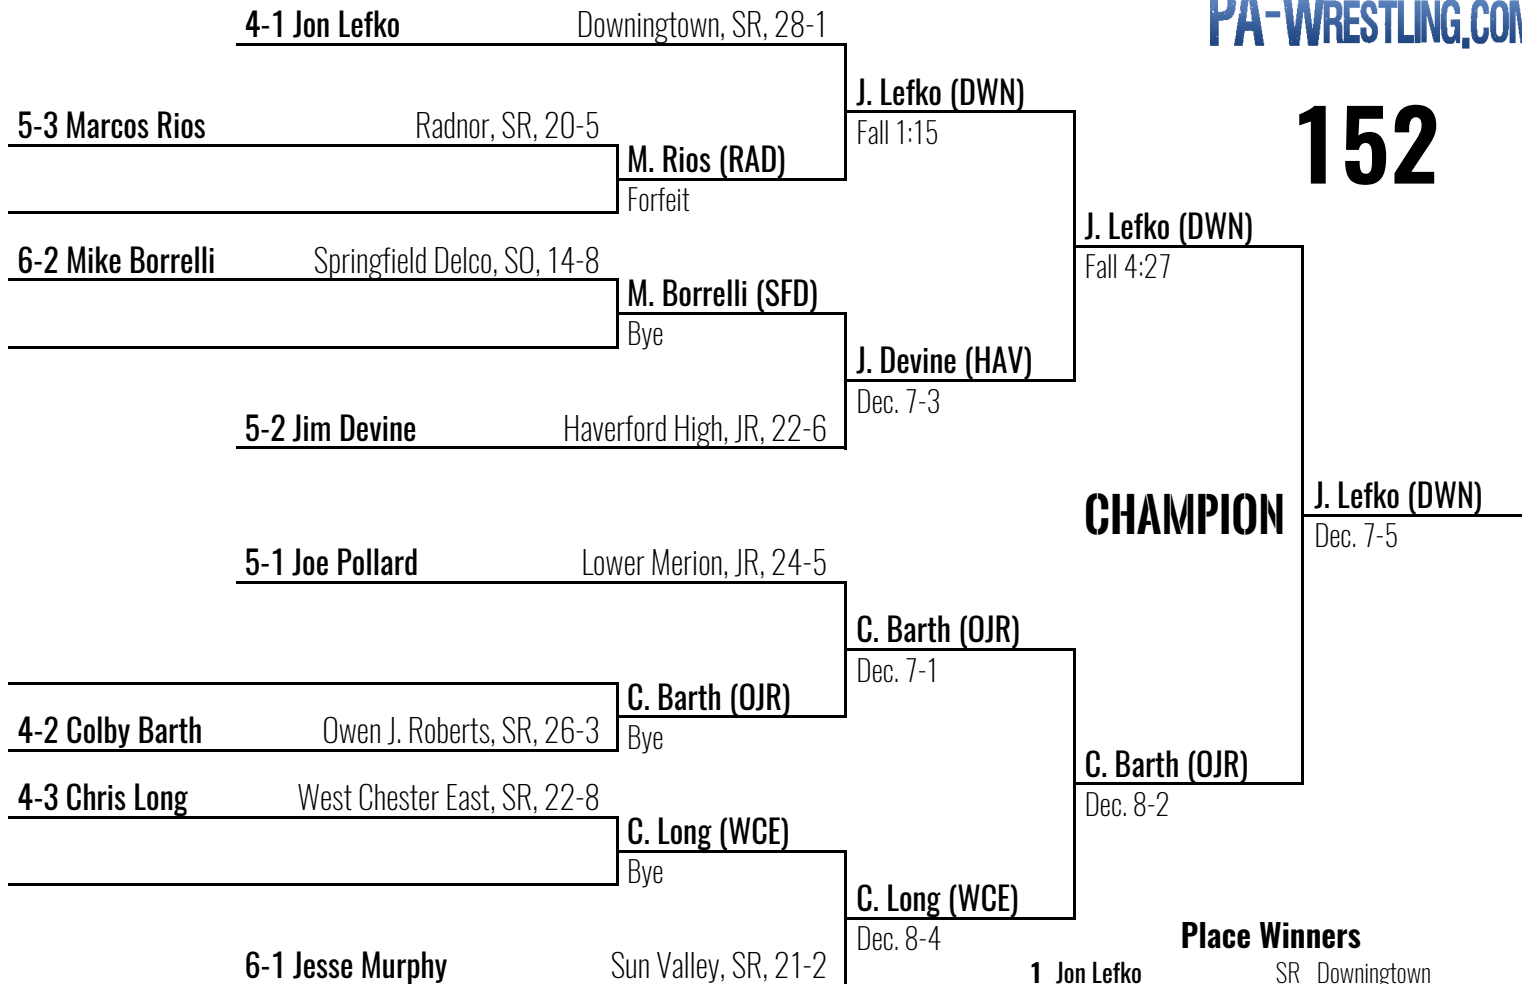 4-1 Jon Lefko Downingtown, SR, 28-1
PA-WRESTLING.COM
J. Lefko (DWN)
5-3 Marcos Rios Radnor, SR, 20-5
Fall 1:15
152
M. Rios (RAD)
Forfeit
J. Lefko (DWN)
6-2 Mike Borrelli Springfield Delco, SO, 14-8
Fall 4:27
M. Borrelli (SFD)
Bye
J. Devine (HAV)
Dec. 7-3
5-2 Jim Devine Haverford High, JR, 22-6
J. Lefko (DWN)
CHAMPION
Dec. 7-5
5-1 Joe Pollard Lower Merion, JR, 24-5
C. Barth (OJR)
Dec. 7-1
C. Barth (OJR)
4-2 Colby Barth Owen J. Roberts, SR, 26-3
Bye
C. Barth (OJR)
4-3 Chris Long West Chester East, SR, 22-8
Dec. 8-2
C. Long (WCE)
Bye
C. Long (WCE)
Dec. 8-4
Place Winners
6-1 Jesse Murphy Sun Valley, SR, 21-2
1 Jon Lefko SR Downingtown